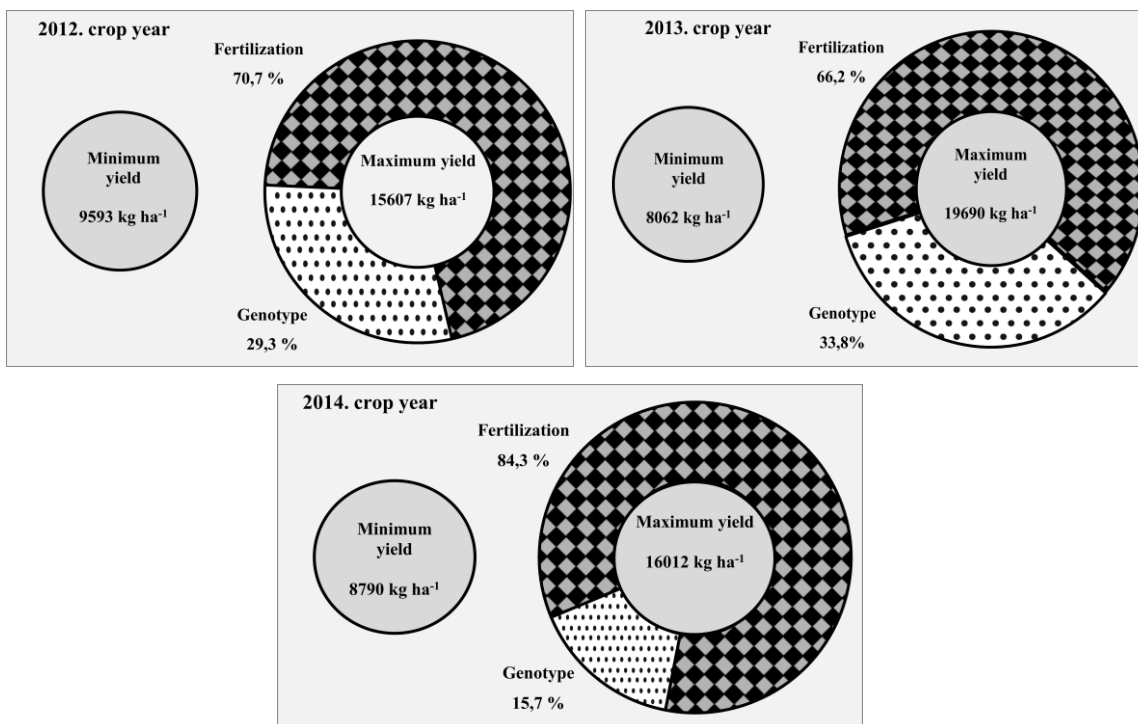 2012. crop year
Fertilization
70,7 %
Minimum
yield
9593 kg ha⁻¹
Maximum yield
15607 kg ha⁻¹
Genotype
29,3 %
2013. crop year
Fertilization
66,2 %
Minimum
yield
8062 kg ha⁻¹
Maximum
yield
19690 kg ha⁻¹
Genotype
33,8%
2014. crop year
Fertilization
84,3 %
Minimum
yield
8790 kg ha⁻¹
Maximum yield
16012 kg ha⁻¹
Genotype
15,7 %